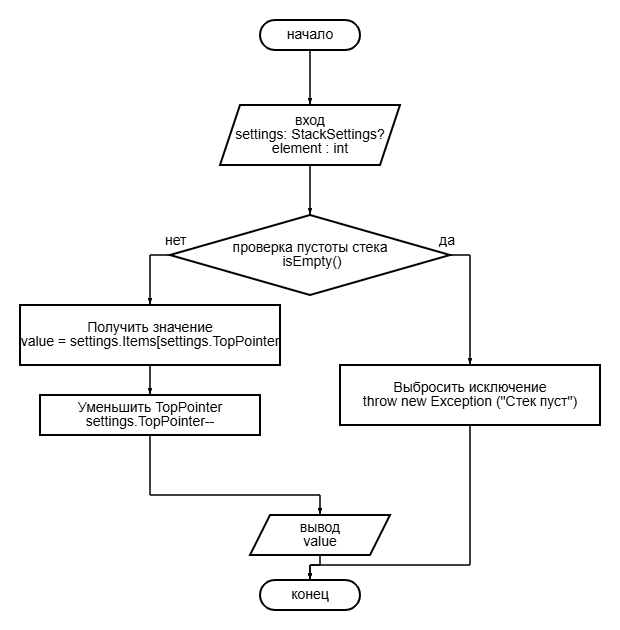 начало
вход
settings: StackSettings?
element : int
проверка пустоты стека
isEmpty()
нет
да
Получить значение
value = settings.Items[settings.TopPointer
Уменьшить TopPointer
settings.TopPointer--
Выбросить исключение
throw new Exception ("Стек пуст")
вывод
value
конец